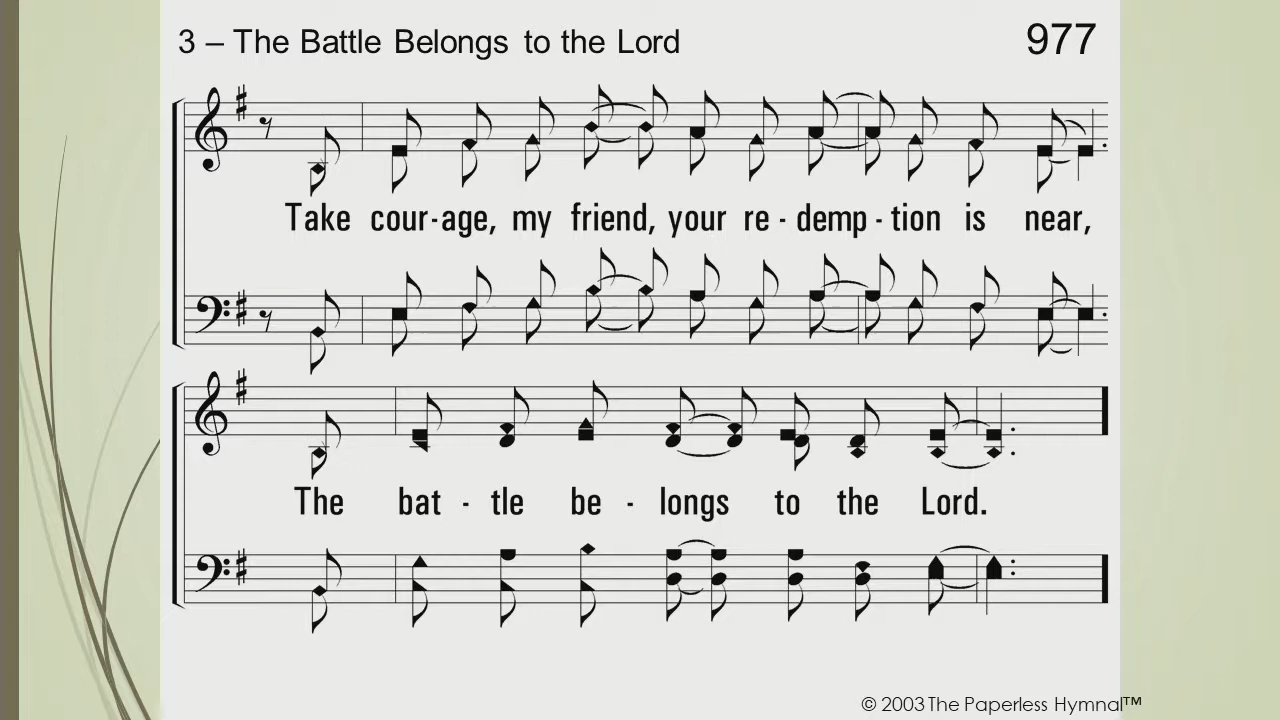 3 – The Battle Belongs to the Lord 977
Take cour-age, my friend, your re - demp - tion is near,
The bat - tle be - longs to the Lord.
© 2003 The Paperless Hymnal™